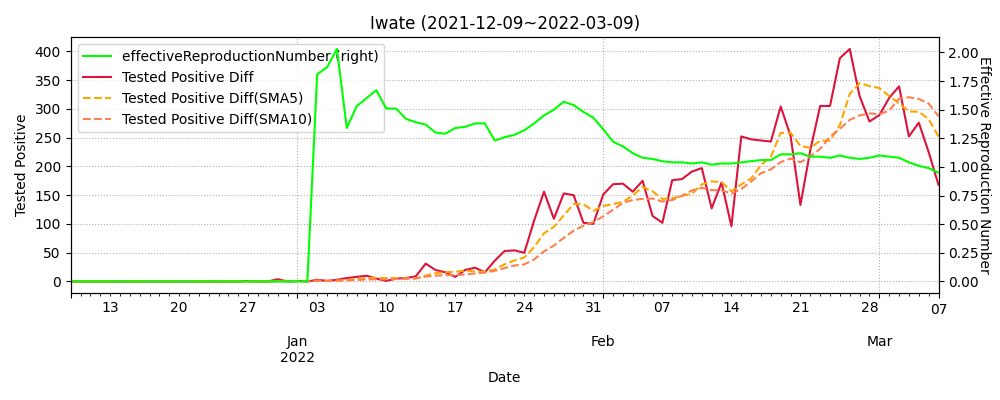 Iwate (2021-12-09~2022-03-09)
effectiveReproductionNumber (right)
Tested Positive Diff
Tested Positive Diff(SMA5)
Tested Positive Diff(SMA10)
Tested Positive
400
350
300
250
200
150
100
50
0
2.00
1.75
1.50
1.25
1.00
0.75
0.50
0.25
0.00
Effective Reproduction Number
13 20 27 03 10 17 24 31 07 14 21 28 07
Jan Feb Mar
2022
Date